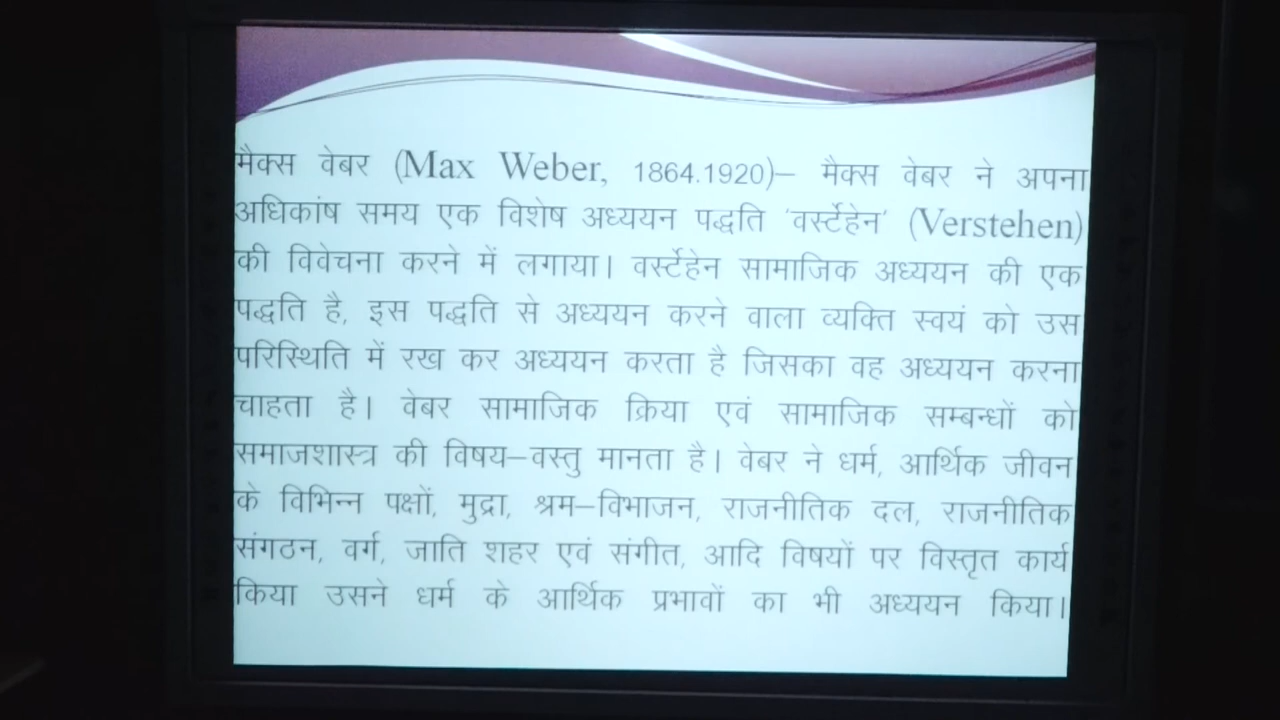 मैक्स वेबर (Max Weber, 1864.1920)– मैक्स वेबर ने अपना
अधिकांष समय एक विशेष अध्ययन पद्धति 'वर्स्टेहेन' (Verstehen)
की विवेचना करने में लगाया। वर्स्टेहेन सामाजिक अध्ययन की एक
पद्धति है, इस पद्धति से अध्ययन करने वाला व्यक्ति स्वयं को उस
परिस्थिति में रख कर अध्ययन करता है जिसका वह अध्ययन करना
चाहता है। वेबर सामाजिक क्रिया एवं सामाजिक सम्बन्धों को
समाजशास्त्र की विषय–वस्तु मानता है। वेबर ने धर्म, आर्थिक जीवन
के विभिन्न पक्षों, मुद्रा, श्रम–विभाजन, राजनीतिक दल, राजनीतिक
संगठन, वर्ग, जाति शहर एवं संगीत, आदि विषयों पर विस्तृत कार्य
किया उसने धर्म के आर्थिक प्रभावों का भी अध्ययन किया।